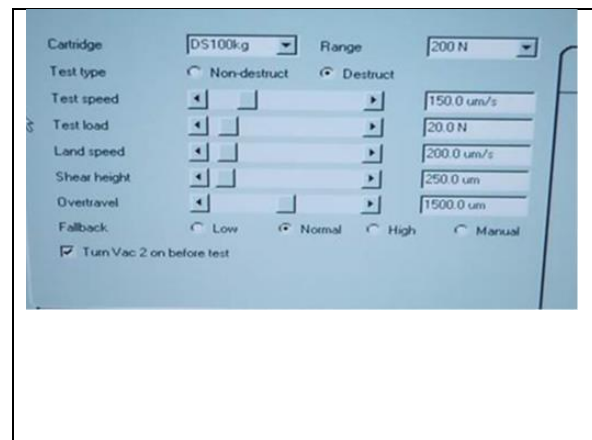 Cartridge DS100kg Range 200 N
Test type Non-destruct Destruct
Test speed 150.0 um/s
Test load 20.0 N
Land speed 200.0 um/s
Shear height 250.0 um
Overtravel 1500.0 um
Fallback Low Normal High Manual
Turn Vac 2 on before test